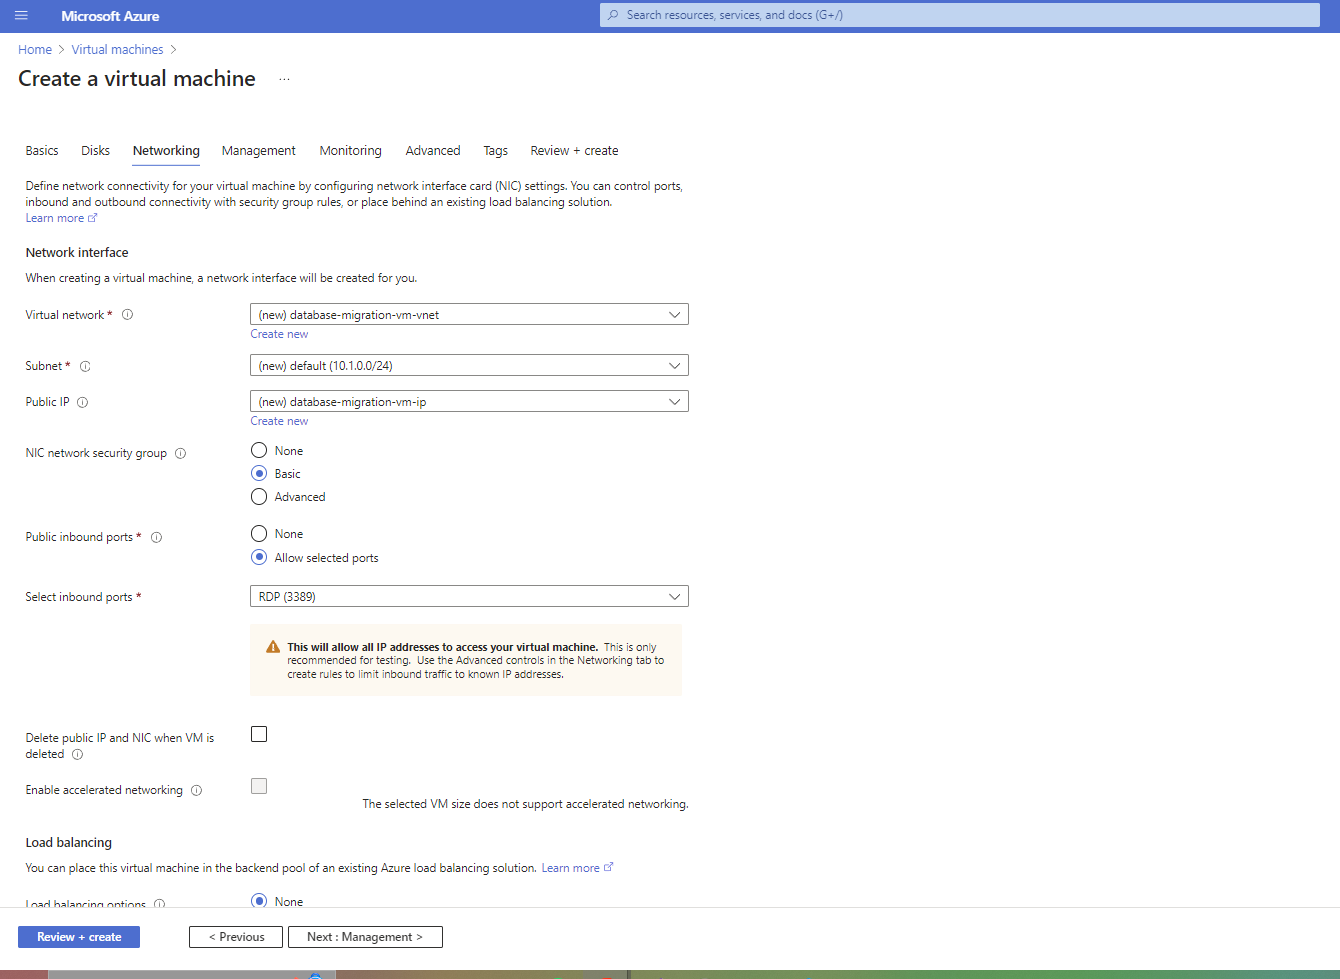 Microsoft Azure
Search resources, services, and docs (G+/)
Home > Virtual machines >
Create a virtual machine ...
Basics Disks Networking Management Monitoring Advanced Tags Review + create
Define network connectivity for your virtual machine by configuring network interface card (NIC) settings. You can control ports,
inbound and outbound connectivity with security group rules, or place behind an existing load balancing solution.
Learn more
Network interface
When creating a virtual machine, a network interface will be created for you.
Virtual network * (new) database-migration-vm-vnet
Create new
Subnet * (new) default (10.1.0.0/24)
Public IP (new) database-migration-vm-ip
Create new
NIC network security group None
Basic
Advanced
Public inbound ports * None
Allow selected ports
Select inbound ports * RDP (3389)
This will allow all IP addresses to access your virtual machine. This is only
recommended for testing. Use the Advanced controls in the Networking tab to
create rules to limit inbound traffic to known IP addresses.
Delete public IP and NIC when VM is
deleted
Enable accelerated networking
The selected VM size does not support accelerated networking.
Load balancing
You can place this virtual machine in the backend pool of an existing Azure load balancing solution. Learn more
Load balancing options None
Review + create < Previous Next : Management >